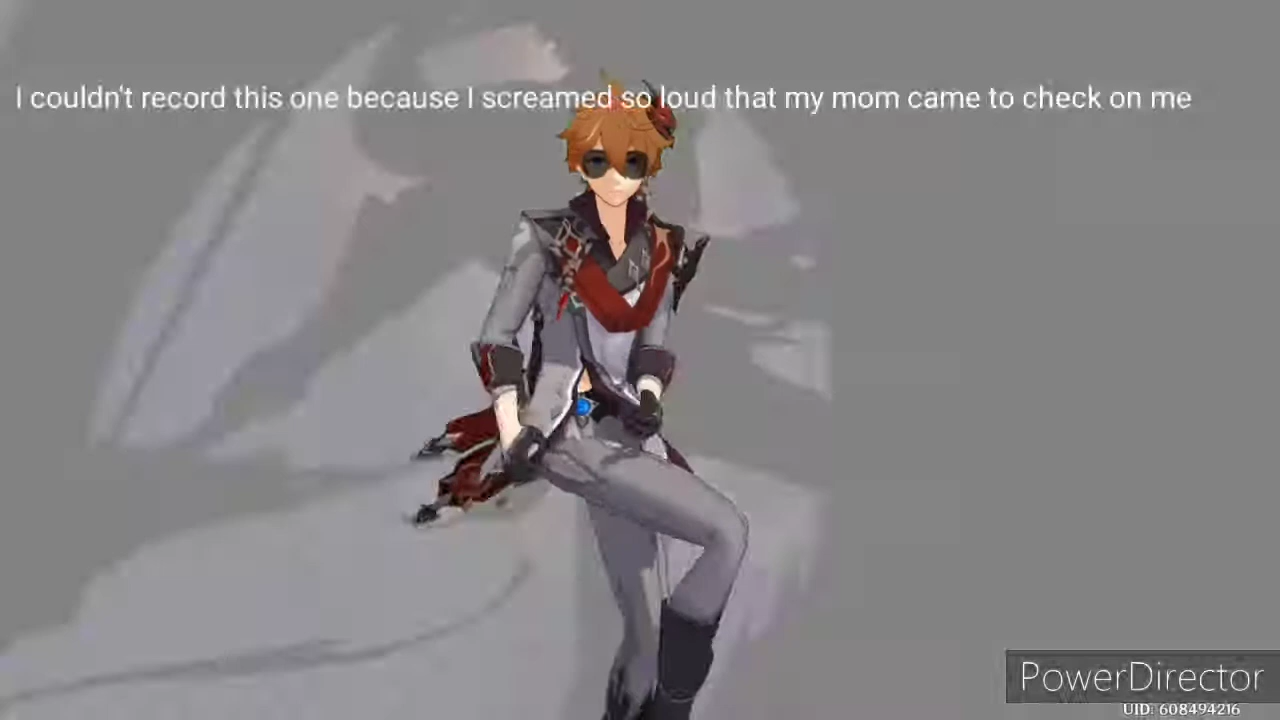 I couldn't record this one because I screamed so loud that my mom came to check on me
PowerDirector
UID: 608494216